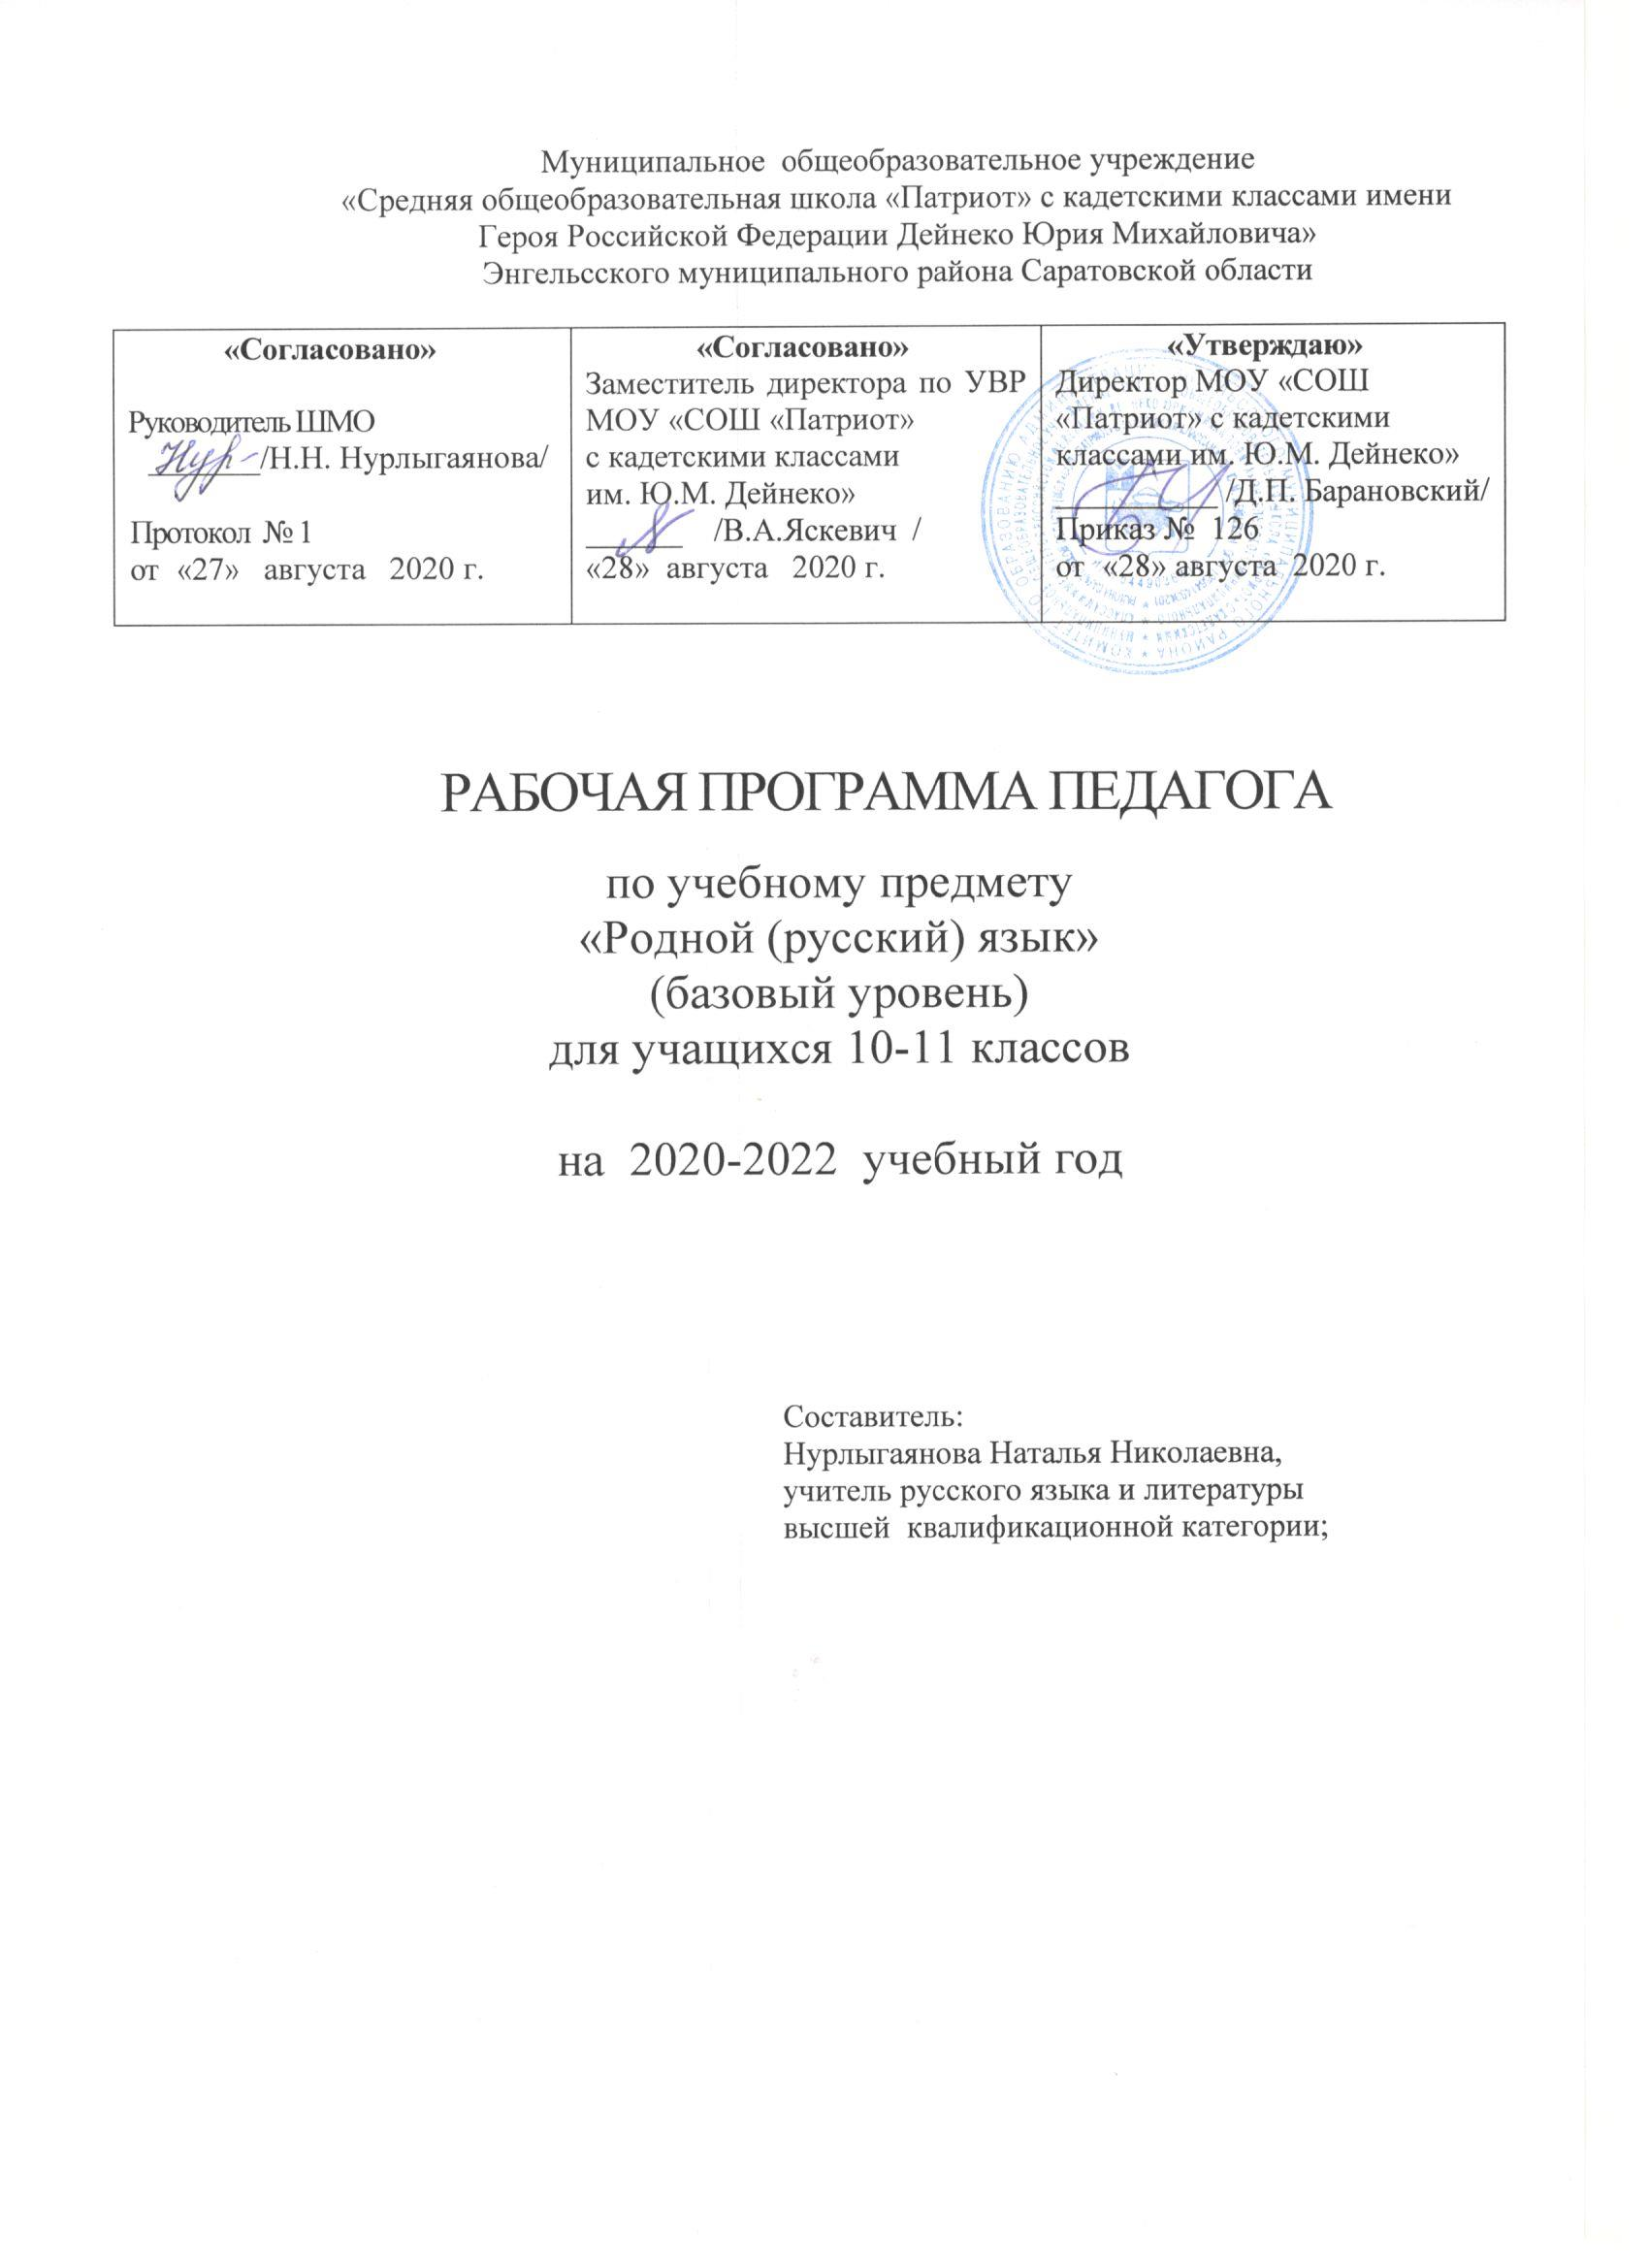 Муниципальное общеобразовательное учреждение
«Средняя общеобразовательная школа «Патриот» с кадетскими классами имени
Героя Российской Федерации Дейнеко Юрия Михайловича»
Энгельсского муниципального района Саратовской области
«Согласовано»
Руководитель ШМО
/Н.Н. Нурлыгаянова/
Протокол № 1
от «27» августа 2020 г.
«Согласовано»
Заместитель директора по УВР
МОУ «СОШ «Патриот»
с кадетскими классами
им. Ю.М. Дейнеко»
/В.А.Яскевич /
«28» августа 2020 г.
«Утверждаю»
Директор МОУ «СОШ
«Патриот» с кадетскими
классами им. Ю.М. Дейнеко»
/Д.П. Барановский/
Приказ № 126
от «28» августа 2020 г.
РАБОЧАЯ ПРОГРАММА ПЕДАГОГА
по учебному предмету
«Родной (русский) язык»
(базовый уровень)
для учащихся 10-11 классов
на 2020-2022 учебный год
Составитель:
Нурлыгаянова Наталья Николаевна,
учитель русского языка и литературы
высшей квалификационной категории;